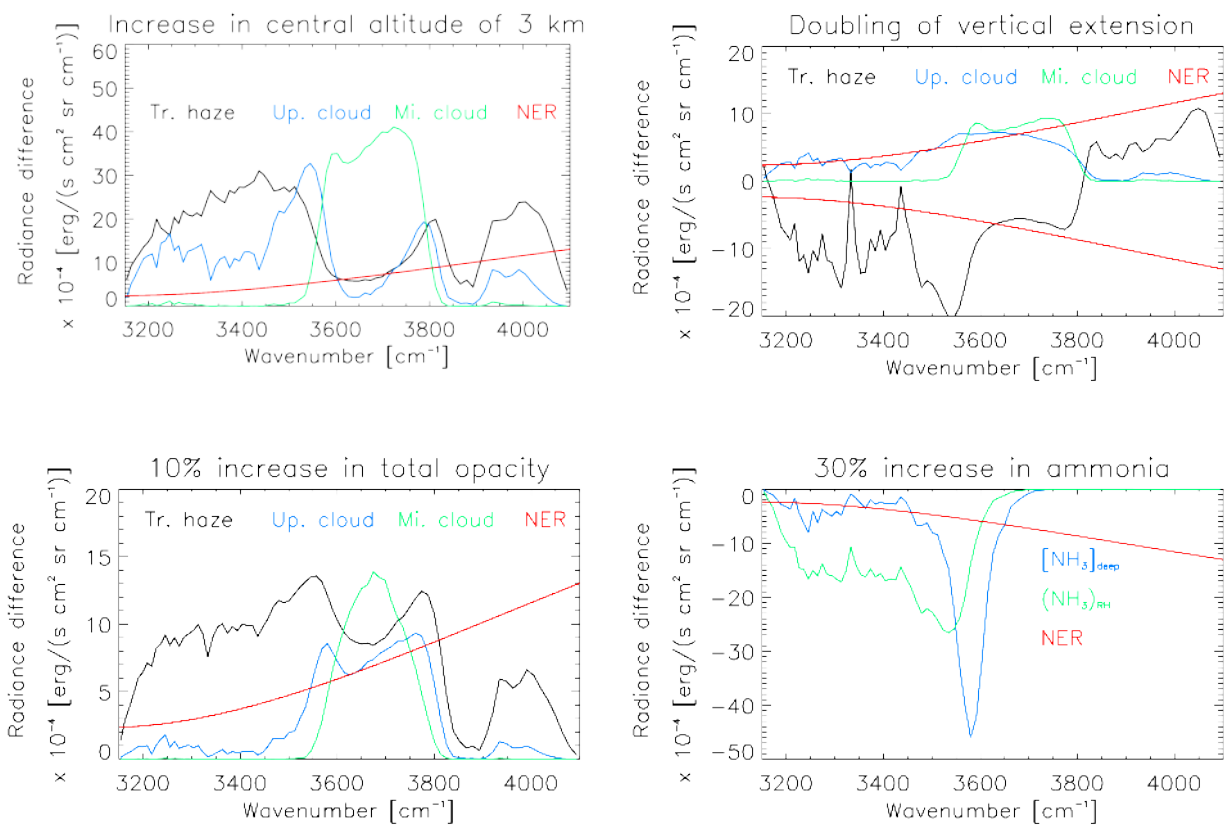 Increase in central altitude of 3 km
Radiance difference
× 10⁻⁴ [erg/(s cm² sr cm⁻¹)]
60
50
40
30
20
10
0
Tr. haze Up. cloud Mi. cloud NER
3200 3400 3600 3800 4000
Wavenumber [cm⁻¹]
Doubling of vertical extension
Radiance difference
× 10⁻⁴ [erg/(s cm² sr cm⁻¹)]
20
10
0
−10
−20
Tr. haze Up. cloud Mi. cloud NER
3200 3400 3600 3800 4000
Wavenumber [cm⁻¹]
10% increase in total opacity
Radiance difference
× 10⁻⁴ [erg/(s cm² sr cm⁻¹)]
20
15
10
5
0
Tr. haze Up. cloud Mi. cloud NER
3200 3400 3600 3800 4000
Wavenumber [cm⁻¹]
30% increase in ammonia
Radiance difference
× 10⁻⁴ [erg/(s cm² sr cm⁻¹)]
0
−10
−20
−30
−40
−50
[NH₃]deep
(NH₃)RH
NER
3200 3400 3600 3800 4000
Wavenumber [cm⁻¹]